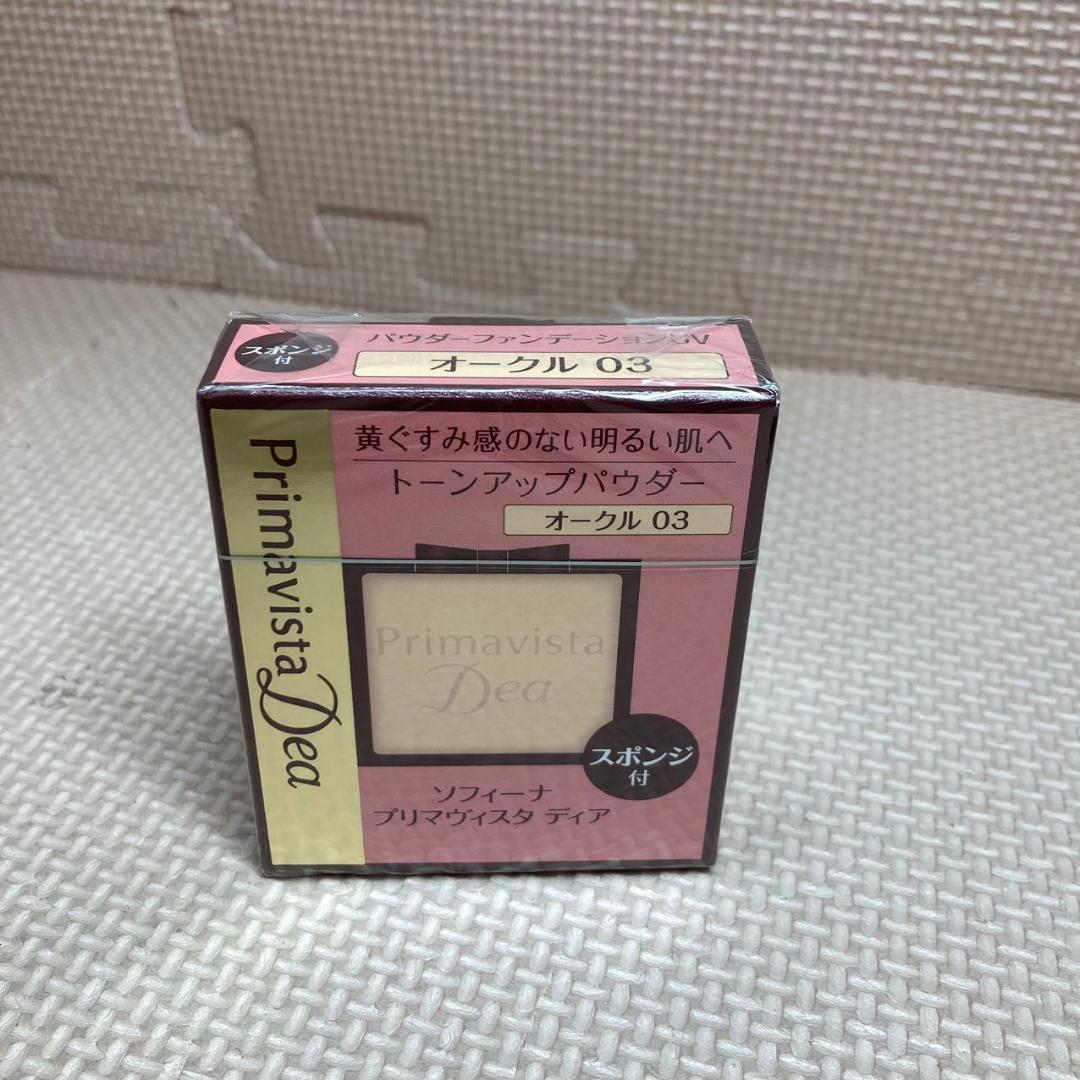 スポンジ
付
パウダーファンデーションUV
オークル 03
黄ぐすみ感のない明るい肌へ
トーンアップパウダー
オークル 03
Primavista Dea
Primavista
Dea
スポンジ
付
ソフィーナ
プリマヴィスタ ディア